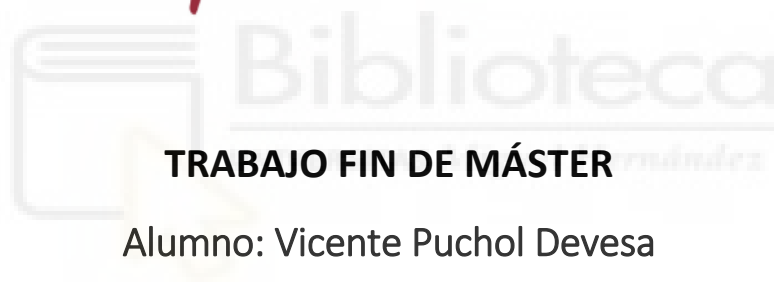 Biblioteca
TRABAJO FIN DE MÁSTER
Alumno: Vicente Puchol Devesa